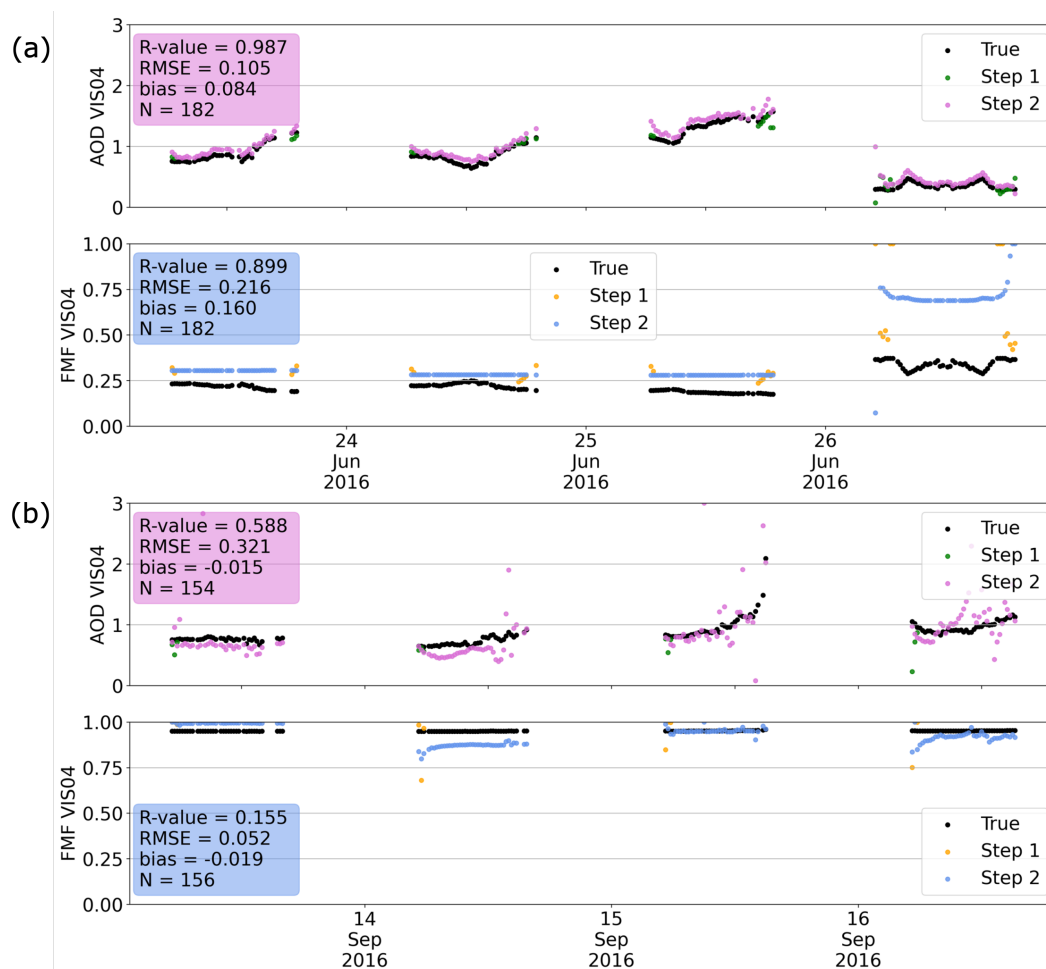 (a)
AOD VIS04
3
2
1
0
R-value = 0.987
RMSE = 0.105
bias = 0.084
N = 182
True
Step 1
Step 2
FMF VIS04
1.00
0.75
0.50
0.25
0.00
R-value = 0.899
RMSE = 0.216
bias = 0.160
N = 182
True
Step 1
Step 2
24
Jun
2016
25
Jun
2016
26
Jun
2016
(b)
AOD VIS04
3
2
1
0
R-value = 0.588
RMSE = 0.321
bias = -0.015
N = 154
True
Step 1
Step 2
FMF VIS04
1.00
0.75
0.50
0.25
0.00
R-value = 0.155
RMSE = 0.052
bias = -0.019
N = 156
True
Step 1
Step 2
14
Sep
2016
15
Sep
2016
16
Sep
2016